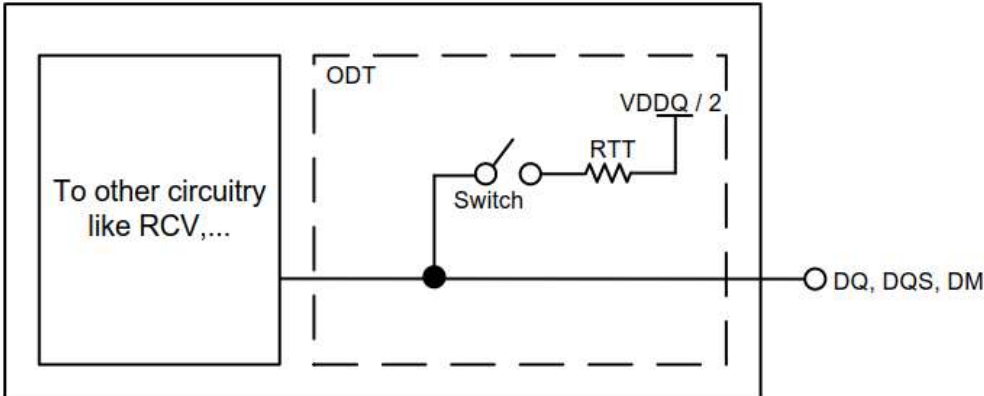 ODT
VDDQ / 2
RTT
Switch
To other circuitry
like RCV,...
DQ, DQS, DM